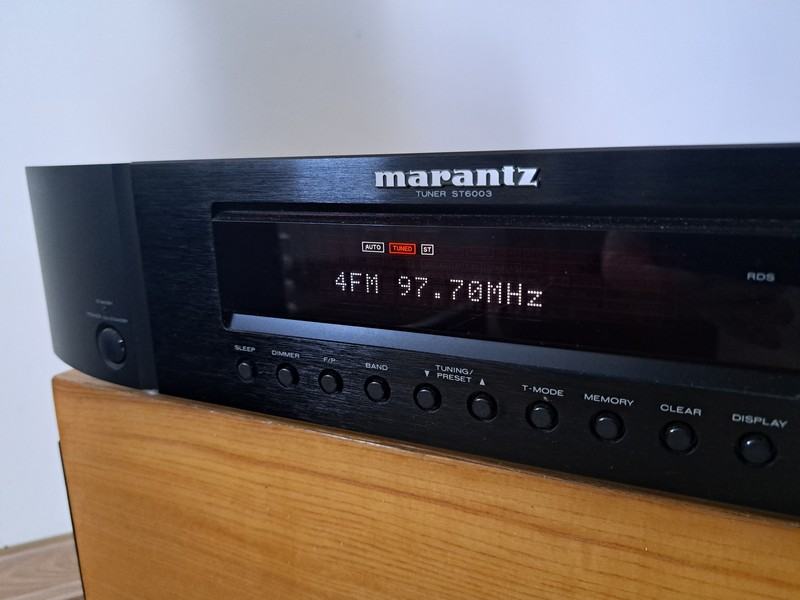 marantz
TUNER ST6003
AUTO TUNED ST
4FM 97.70MHz
RDS
SLEEP DIMMER F/P BAND TUNING/ PRESET T-MODE MEMORY CLEAR DISPLAY
STANDBY